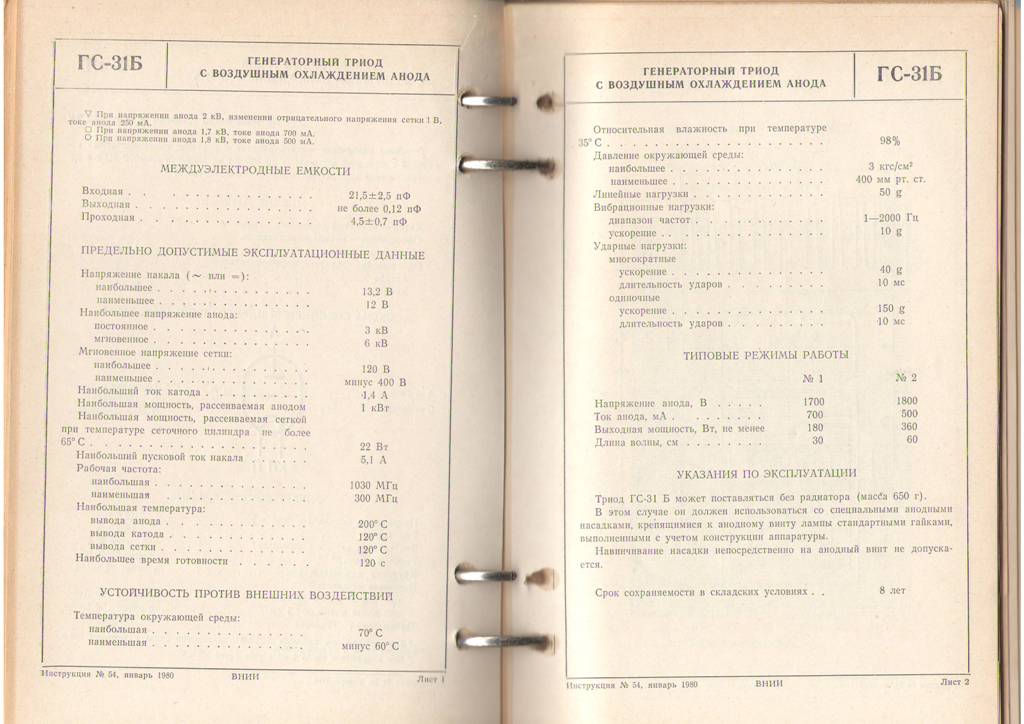 ГС-31Б
ГЕНЕРАТОРНЫЙ ТРИОД
С ВОЗДУШНЫМ ОХЛАЖДЕНИЕМ АНОДА
▽ При напряжении анода 2 кВ, изменении отрицательного напряжения сетки 1 В,
токе анода 250 мА.
□ При напряжении анода 1,7 кВ, токе анода 700 мА.
○ При напряжении анода 1,8 кВ, токе анода 500 мА.
МЕЖДУЭЛЕКТРОДНЫЕ ЕМКОСТИ
Входная . . . . . . . . . . . . . . . 21,5±2,5 пФ
Выходная . . . . . . . . . . . . . . . не более 0,12 пФ
Проходная . . . . . . . . . . . . . . . 4,5±0,7 пФ
ПРЕДЕЛЬНО ДОПУСТИМЫЕ ЭКСПЛУАТАЦИОННЫЕ ДАННЫЕ
Напряжение накала (~ или =):
наибольшее . . . . . . . . . . . . . . 13,2 В
наименьшее . . . . . . . . . . . . . . 12 В
Наибольшее напряжение анода:
постоянное . . . . . . . . . . . . . . 3 кВ
мгновенное . . . . . . . . . . . . . . 6 кВ
Мгновенное напряжение сетки:
наибольшее . . . . . . . . . . . . . . 120 В
наименьшее . . . . . . . . . . . . . . минус 400 В
Наибольший ток катода . . . . . . . . . . 1,4 А
Наибольшая мощность, рассеиваемая анодом 1 кВт
Наибольшая мощность, рассеиваемая сеткой
при температуре сеточного цилиндра не более
65° С . . . . . . . . . . . . . . . . . . 22 Вт
Наибольший пусковой ток накала . . . . . . 5,1 А
Рабочая частота:
наибольшая . . . . . . . . . . . . . . 1030 МГц
наименьшая . . . . . . . . . . . . . . 300 МГц
Наибольшая температура:
вывода анода . . . . . . . . . . . . . 200° С
вывода катода . . . . . . . . . . . . . 120° С
вывода сетки . . . . . . . . . . . . . 120° С
Наибольшее время готовности . . . . . . 120 с
УСТОЙЧИВОСТЬ ПРОТИВ ВНЕШНИХ ВОЗДЕЙСТВИЙ
Температура окружающей среды:
наибольшая . . . . . . . . . . . . . . 70° С
наименьшая . . . . . . . . . . . . . . минус 60° С
Инструкция № 54, январь 1980 ВНИИ Лист 1
ГЕНЕРАТОРНЫЙ ТРИОД
С ВОЗДУШНЫМ ОХЛАЖДЕНИЕМ АНОДА
ГС-31Б
Относительная влажность при температуре
35° С . . . . . . . . . . . . . . . . . . 98%
Давление окружающей среды:
наибольшее . . . . . . . . . . . . . . 3 кгс/см²
наименьшее . . . . . . . . . . . . . . 400 мм рт. ст.
Линейные нагрузки . . . . . . . . . . . . 50 g
Вибрационные нагрузки:
диапазон частот . . . . . . . . . . . . 1—2000 Гц
ускорение . . . . . . . . . . . . . . . 10 g
Ударные нагрузки:
многократные
ускорение . . . . . . . . . . . . . . 40 g
длительность ударов . . . . . . . . . 10 мс
одиночные
ускорение . . . . . . . . . . . . . . 150 g
длительность ударов . . . . . . . . . 10 мс
ТИПОВЫЕ РЕЖИМЫ РАБОТЫ
№ 1 № 2
Напряжение анода, В . . . . . 1700 1800
Ток анода, мА . . . . . . . . 700 500
Выходная мощность, Вт, не менее 180 360
Длина волны, см . . . . . . . . 30 60
УКАЗАНИЯ ПО ЭКСПЛУАТАЦИИ
Триод ГС-31 Б может поставляться без радиатора (масса 650 г).
В этом случае он должен использоваться со специальными анодными
насадками, крепящимися к анодному винту лампы стандартными гайками,
выполненными с учетом конструкции аппаратуры.
Навинчивание насадки непосредственно на анодный винт не допуска-
ется.
Срок сохраняемости в складских условиях . . 8 лет
Инструкция № 54, январь 1980 ВНИИ Лист 2